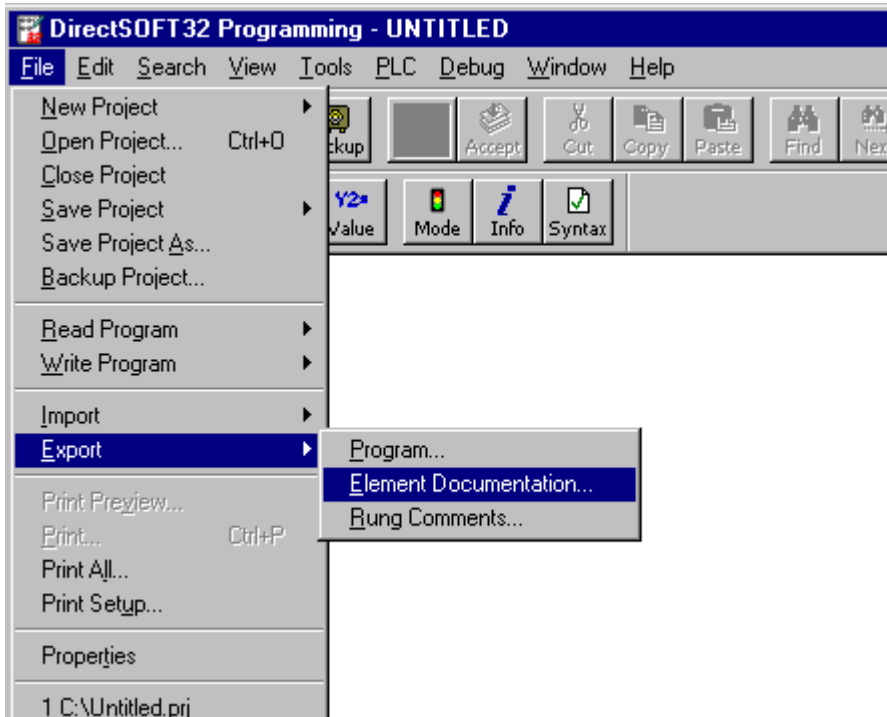 DirectSOFT32 Programming - UNTITLED
File Edit Search View Tools PLC Debug Window Help
New Project
Open Project... Ctrl+O
Close Project
Save Project
Save Project As...
Backup Project...
Read Program
Write Program
Import
Export
Print Preview...
Print... Ctrl+P
Print All...
Print Setup...
Properties
1 C:\Untitled.prj
ckup Accept Cut Copy Paste Find Nex
Y2=
Value Mode Info Syntax
Program...
Element Documentation...
Rung Comments...